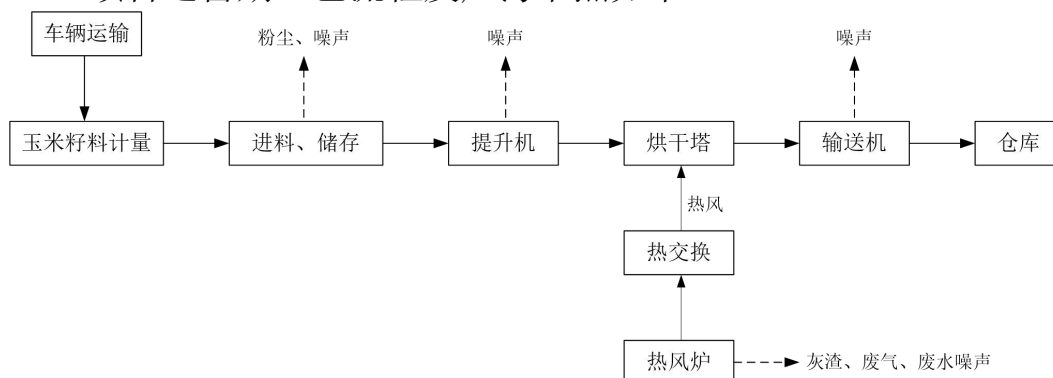 车辆运输
粉尘、噪声
噪声
噪声
玉米籽料计量
进料、储存
提升机
烘干塔
输送机
仓库
热风
热交换
热风炉
灰渣、废气、废水噪声